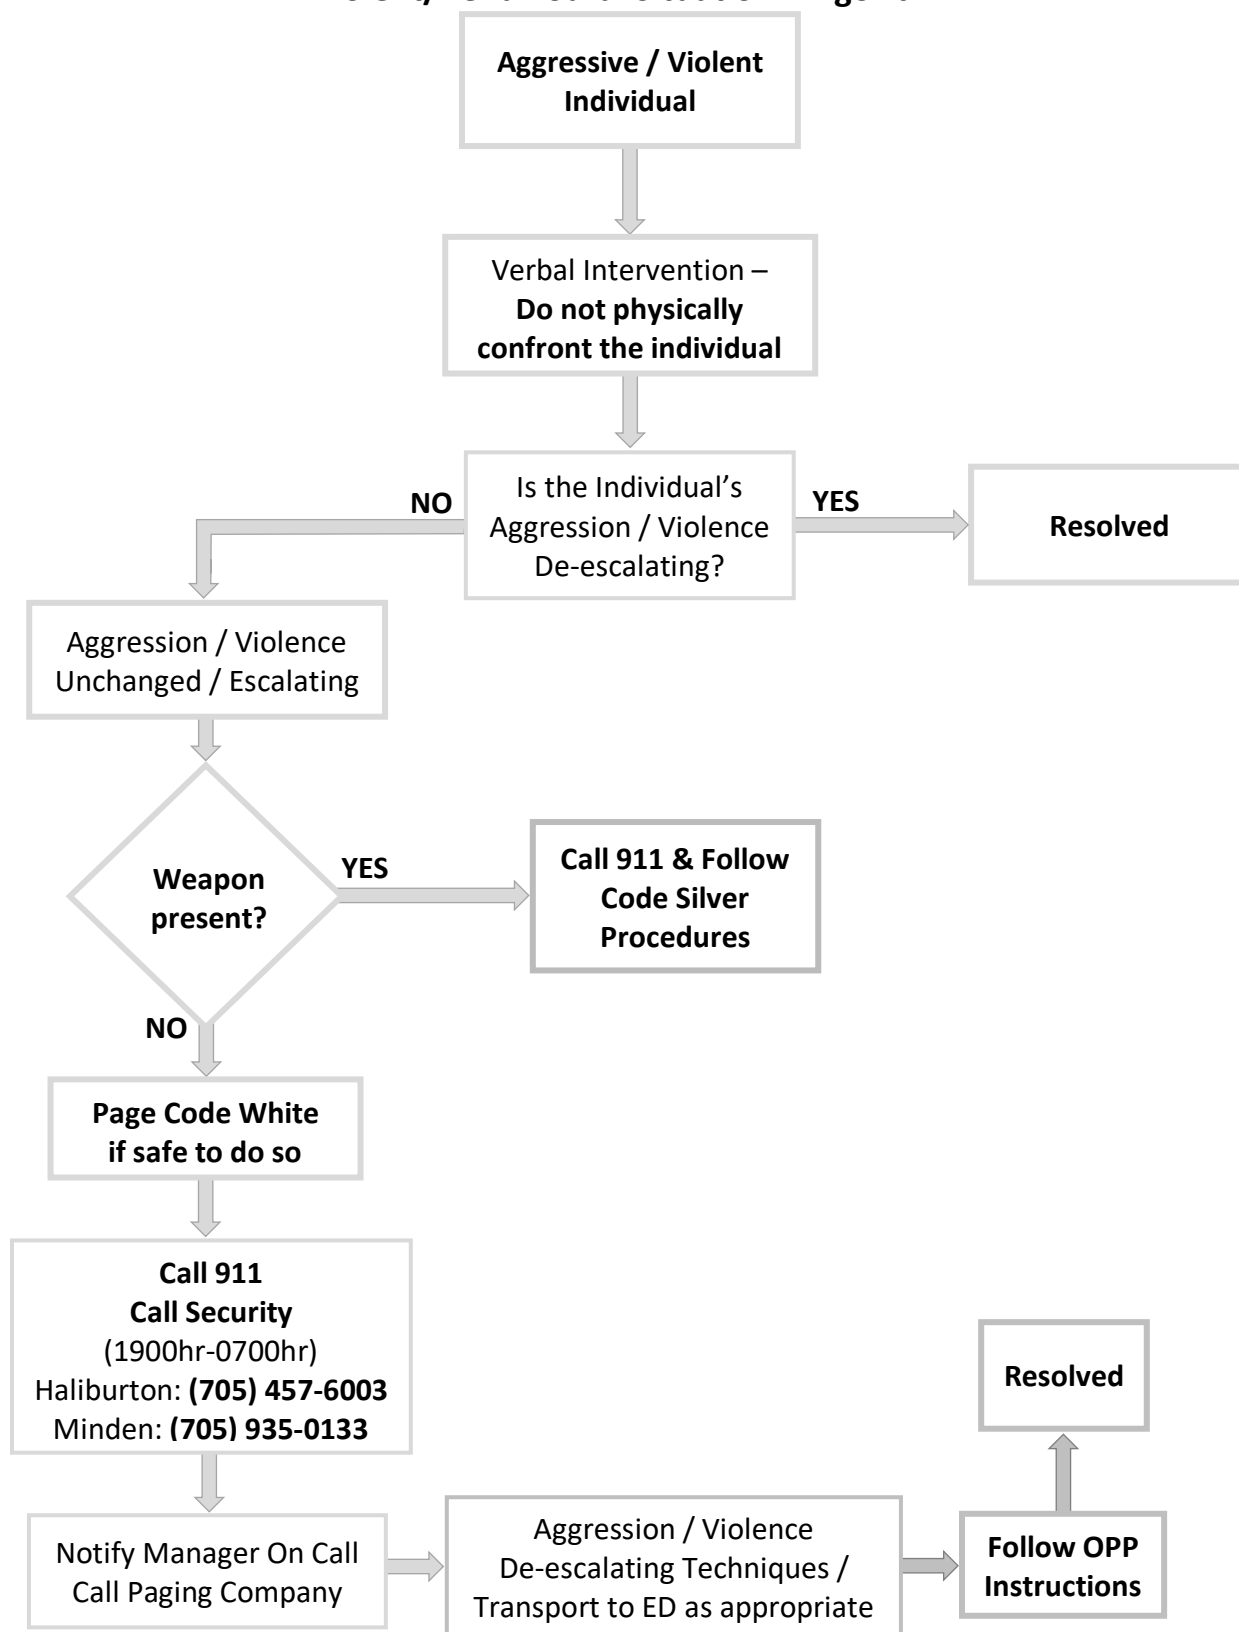 Aggressive / Violent
Individual
Verbal Intervention –
Do not physically
confront the individual
Is the Individual's
Aggression / Violence
De-escalating?
NO
YES
Resolved
Aggression / Violence
Unchanged / Escalating
Weapon
present?
YES
Call 911 & Follow
Code Silver
Procedures
NO
Page Code White
if safe to do so
Call 911
Call Security
(1900hr-0700hr)
Haliburton: (705) 457-6003
Minden: (705) 935-0133
Notify Manager On Call
Call Paging Company
Aggression / Violence
De-escalating Techniques /
Transport to ED as appropriate
Follow OPP
Instructions
Resolved